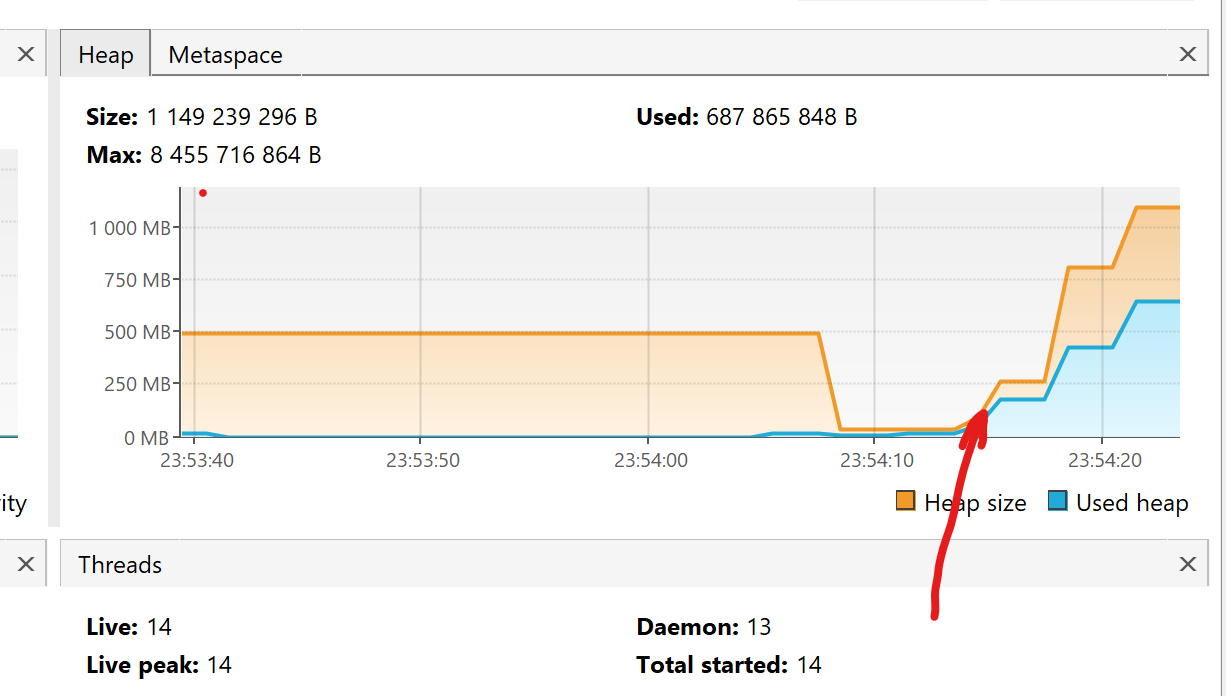 Heap Metaspace
Size: 1 149 239 296 B Used: 687 865 848 B
Max: 8 455 716 864 B
1 000 MB
750 MB
500 MB
250 MB
0 MB
23:53:40 23:53:50 23:54:00 23:54:10 23:54:20
ity
Heap size Used heap
Threads
Live: 14 Daemon: 13
Live peak: 14 Total started: 14